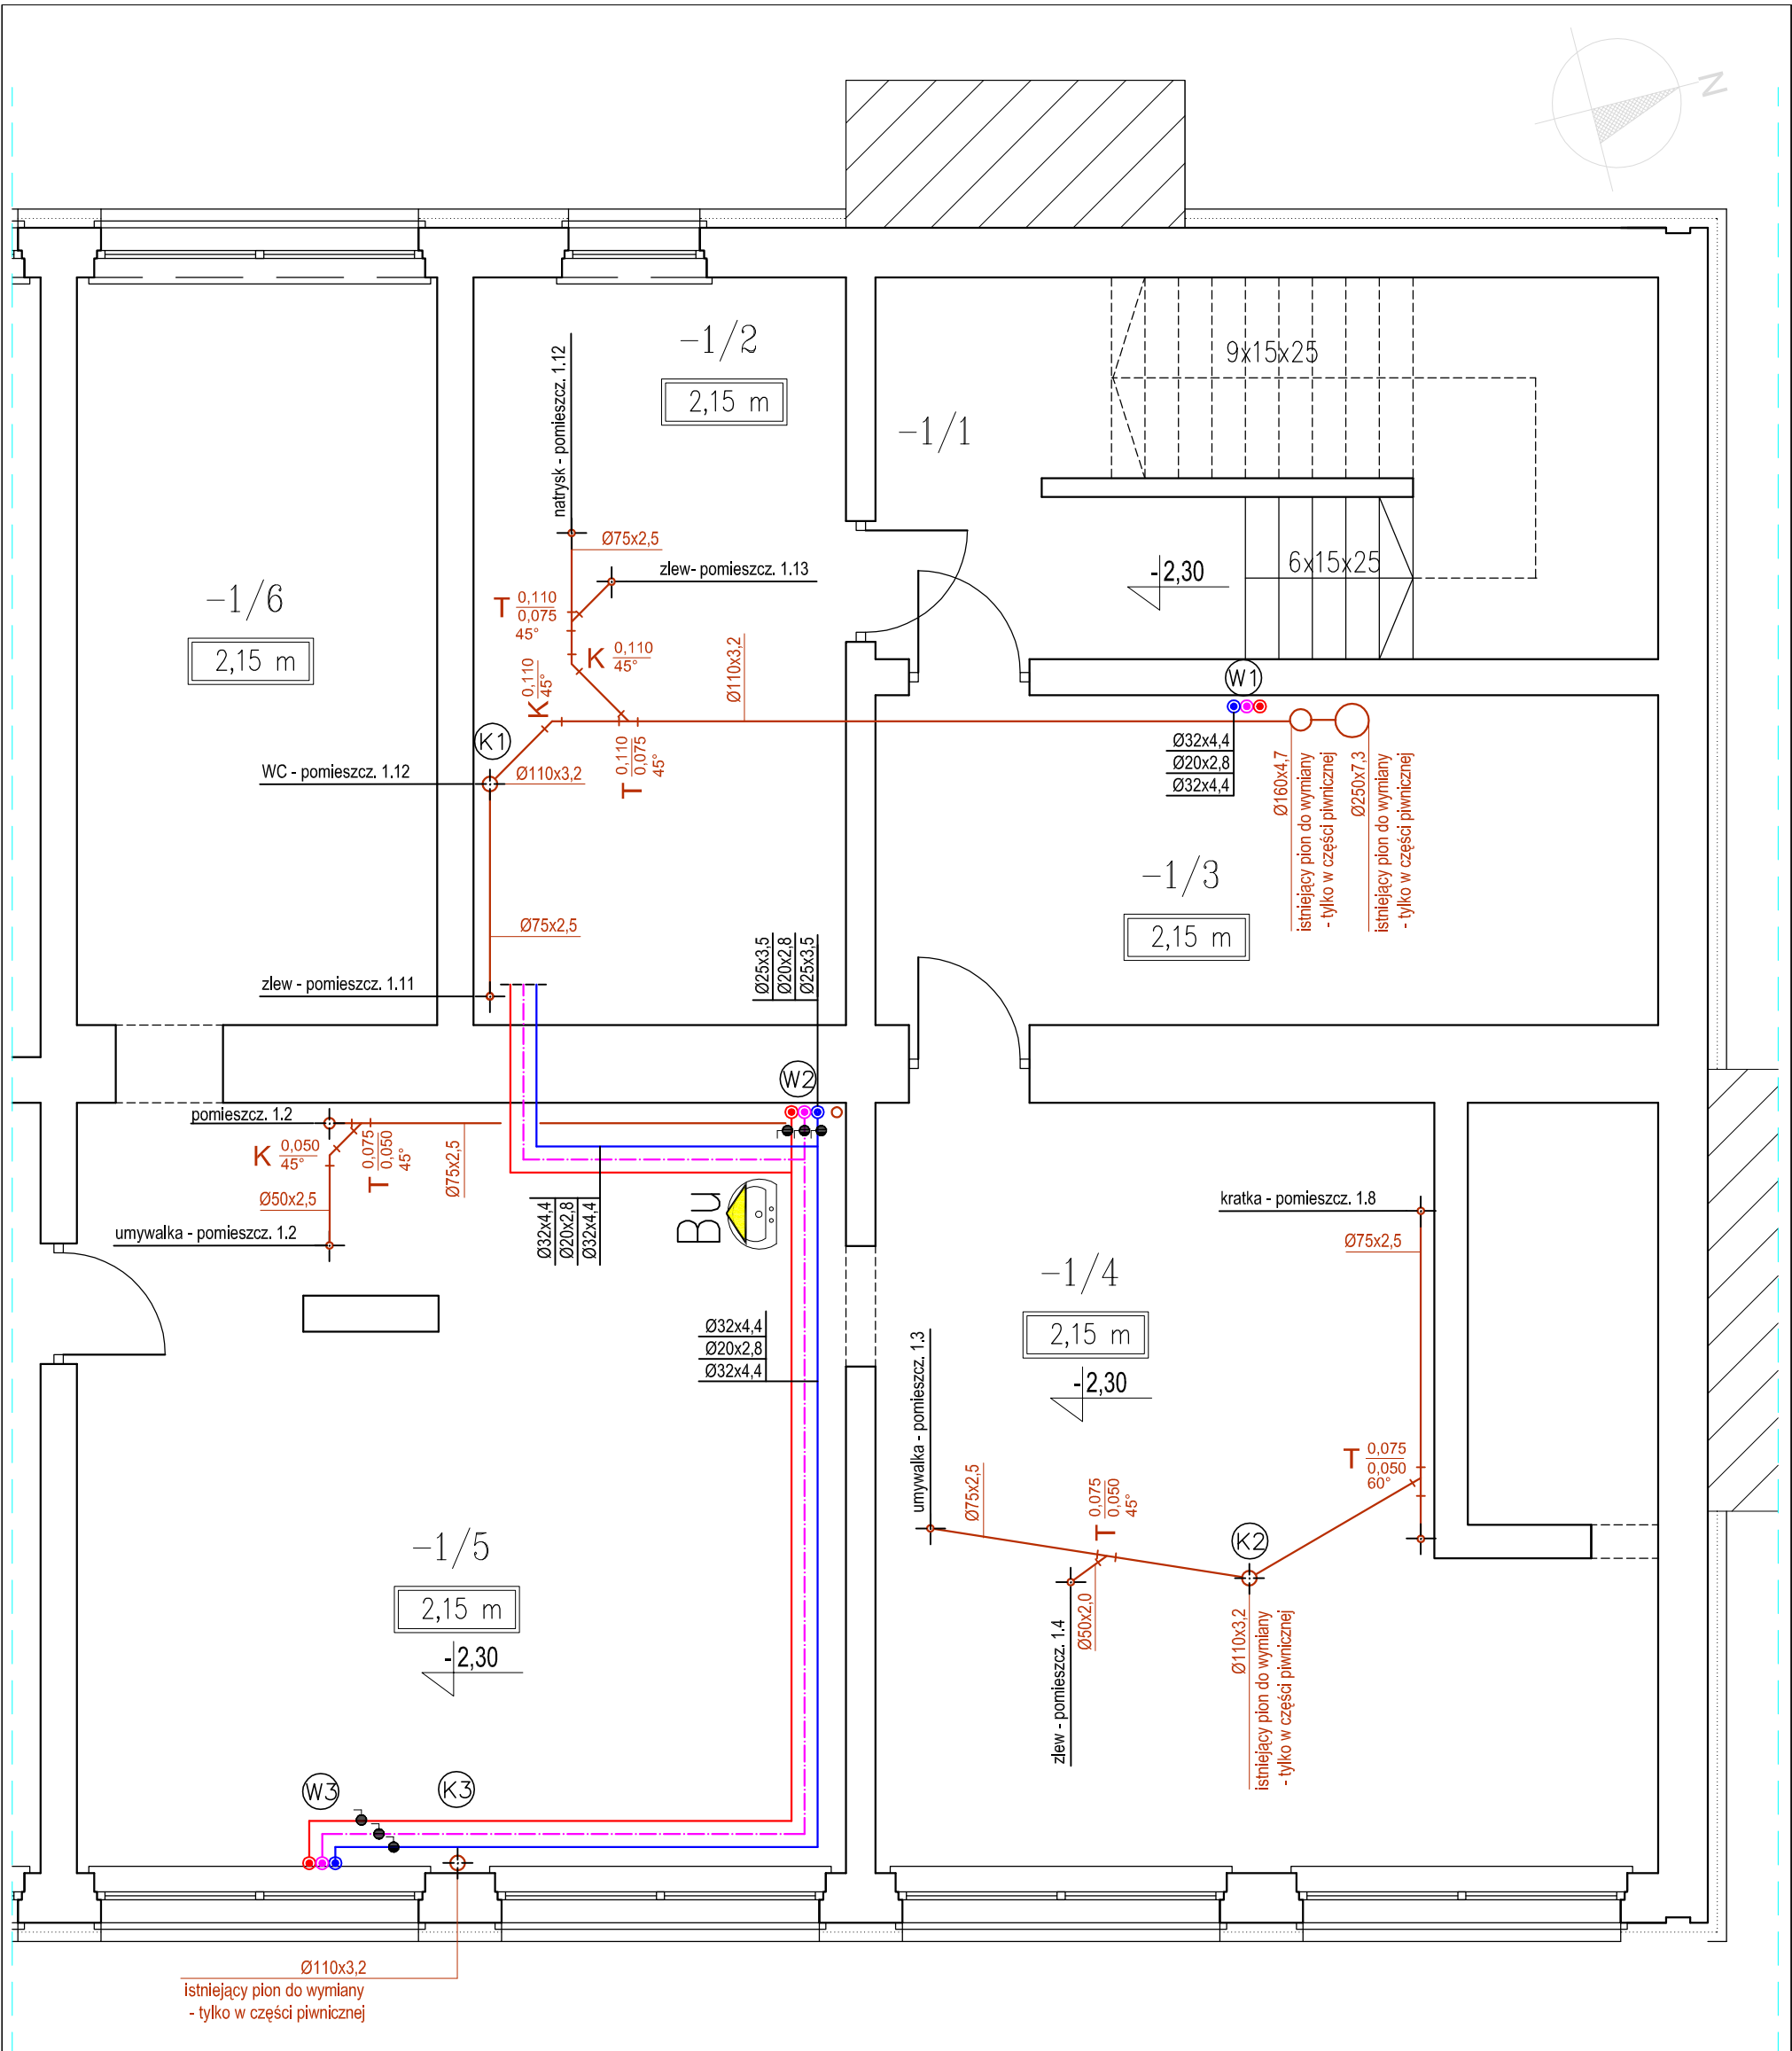 N
-1/2
2,15 m
-1/1
9x15x25
6x15x25
-2,30
natrysk - pomieszcz. 1.12
Ø75x2,5
zlew- pomieszcz. 1.13
T 0,110
0,075
45°
K 0,110
45°
K 0,110
45°
Ø110x3,2
-1/6
2,15 m
K1
WC - pomieszcz. 1.12
Ø110x3,2
T 0,110
0,075
45°
W1
Ø32x4,4
Ø20x2,8
Ø32x4,4
Ø160x4,7
istniejący pion do wymiany
- tylko w części piwnicznej
Ø250x7,3
istniejący pion do wymiany
- tylko w części piwnicznej
-1/3
2,15 m
Ø75x2,5
zlew - pomieszcz. 1.11
Ø25x3,5
Ø20x2,8
Ø25x3,5
W2
pomieszcz. 1.2
K 0,050
45°
T 0,075
0,050
45°
Ø75x2,5
Ø50x2,5
umywalka - pomieszcz. 1.2
Ø32x4,4
Ø20x2,8
Ø32x4,4
Bu
kratka - pomieszcz. 1.8
Ø75x2,5
-1/4
2,15 m
-2,30
Ø32x4,4
Ø20x2,8
Ø32x4,4
umywalka - pomieszcz. 1.3
Ø75x2,5
T 0,075
0,050
45°
T 0,075
0,050
60°
K2
-1/5
2,15 m
-2,30
zlew - pomieszcz. 1.4
Ø50x2,0
Ø110x3,2
istniejący pion do wymiany
- tylko w części piwnicznej
W3
K3
Ø110x3,2
istniejący pion do wymiany
- tylko w części piwnicznej